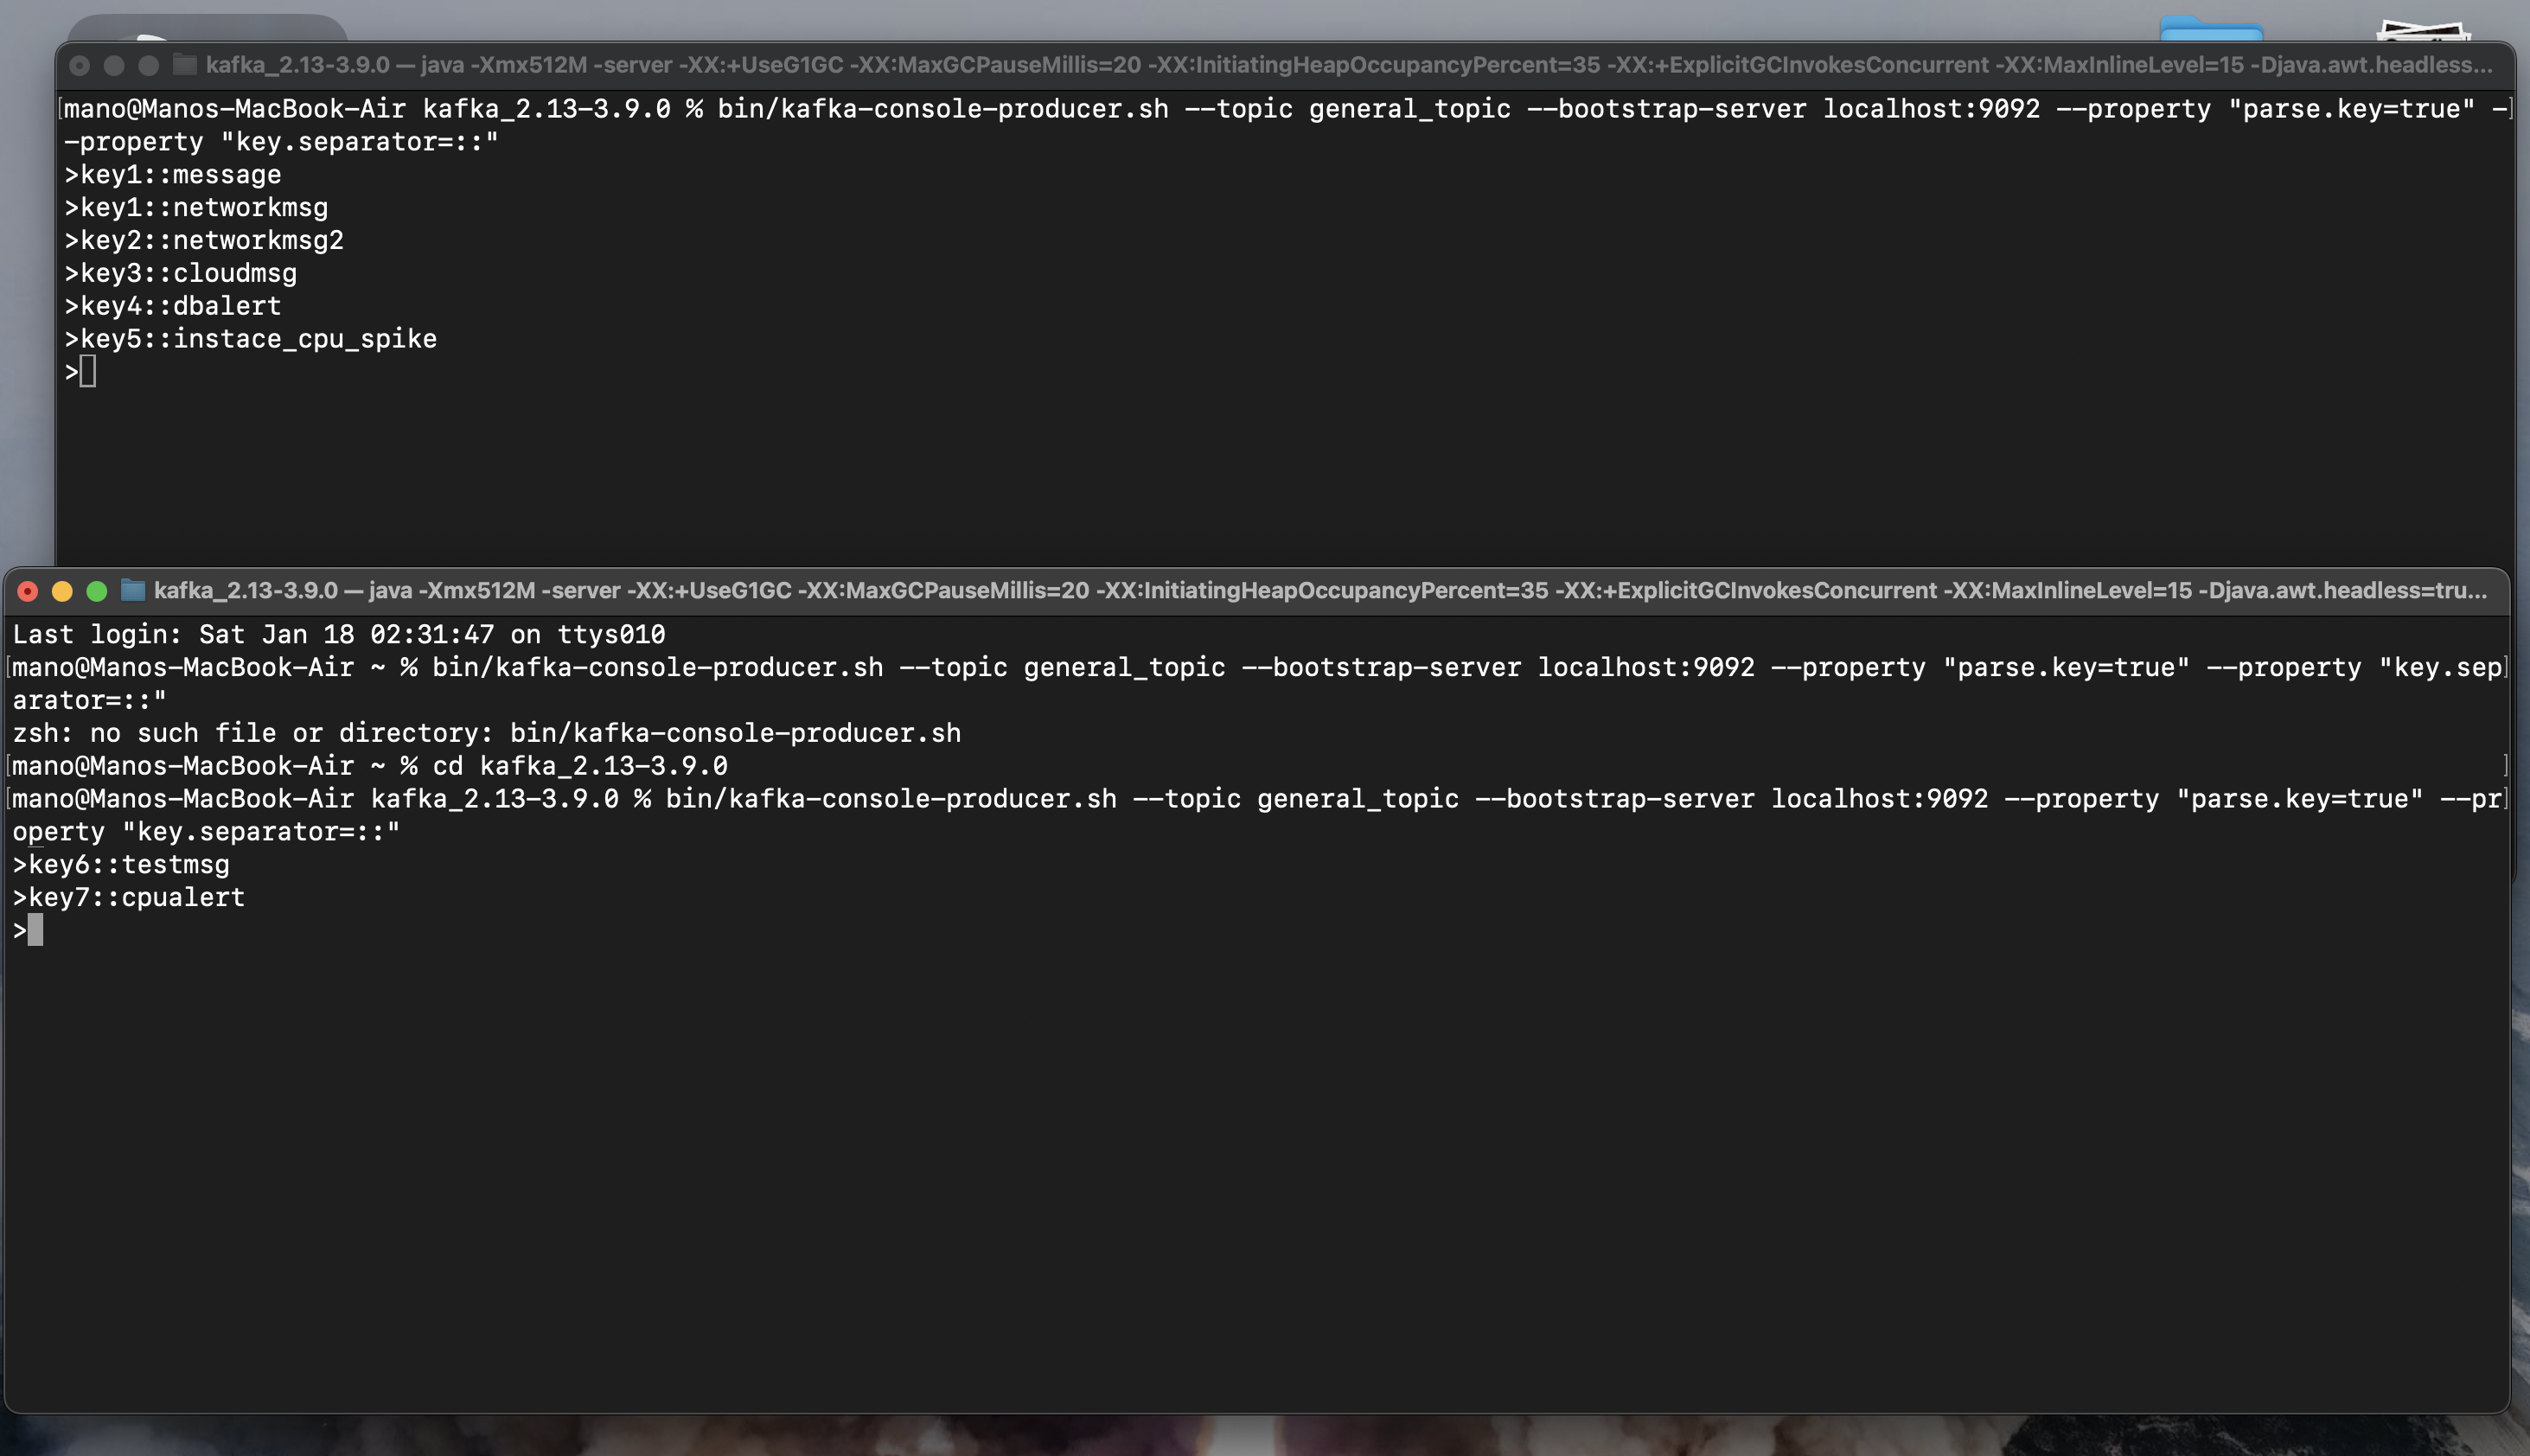 kafka_2.13-3.9.0 — java -Xmx512M -server -XX:+UseG1GC -XX:MaxGCPauseMillis=20 -XX:InitiatingHeapOccupancyPercent=35 -XX:+ExplicitGCInvokesConcurrent -XX:MaxInlineLevel=15 -Djava.awt.headless...
[mano@Manos-MacBook-Air kafka_2.13-3.9.0 % bin/kafka-console-producer.sh --topic general_topic --bootstrap-server localhost:9092 --property "parse.key=true" -]
-property "key.separator=::"
>key1::message
>key1::networkmsg
>key2::networkmsg2
>key3::cloudmsg
>key4::dbalert
>key5::instace_cpu_spike
>
kafka_2.13-3.9.0 — java -Xmx512M -server -XX:+UseG1GC -XX:MaxGCPauseMillis=20 -XX:InitiatingHeapOccupancyPercent=35 -XX:+ExplicitGCInvokesConcurrent -XX:MaxInlineLevel=15 -Djava.awt.headless=tru...
Last login: Sat Jan 18 02:31:47 on ttys010
[mano@Manos-MacBook-Air ~ % bin/kafka-console-producer.sh --topic general_topic --bootstrap-server localhost:9092 --property "parse.key=true" --property "key.sep]
arator=::"
zsh: no such file or directory: bin/kafka-console-producer.sh
[mano@Manos-MacBook-Air ~ % cd kafka_2.13-3.9.0 ]
[mano@Manos-MacBook-Air kafka_2.13-3.9.0 % bin/kafka-console-producer.sh --topic general_topic --bootstrap-server localhost:9092 --property "parse.key=true" --pr]
operty "key.separator=::"
>key6::testmsg
>key7::cpualert
>